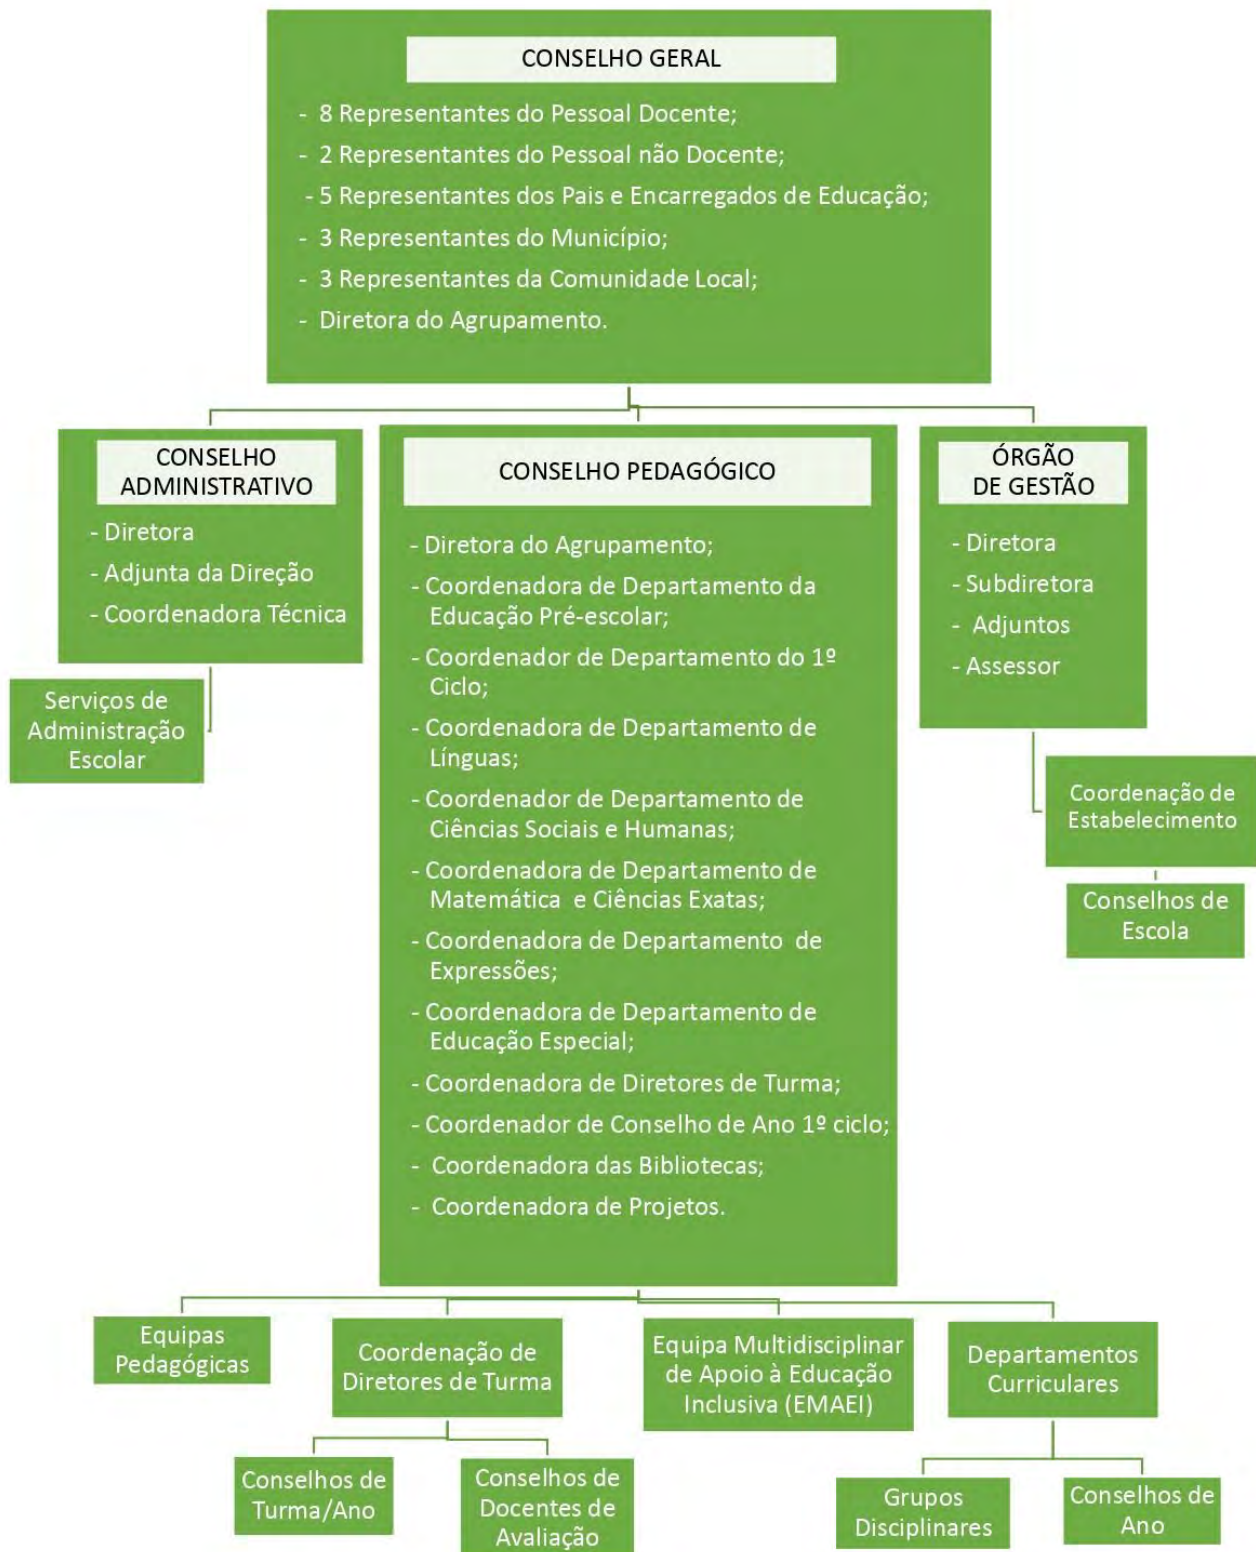 CONSELHO GERAL
- 8 Representantes do Pessoal Docente;
- 2 Representantes do Pessoal não Docente;
- 5 Representantes dos Pais e Encarregados de Educação;
- 3 Representantes do Município;
- 3 Representantes da Comunidade Local;
- Diretora do Agrupamento.
CONSELHO
ADMINISTRATIVO
- Diretora
- Adjunta da Direção
- Coordenadora Técnica
Serviços de
Administração
Escolar
CONSELHO PEDAGÓGICO
- Diretora do Agrupamento;
- Coordenadora de Departamento da
Educação Pré-escolar;
- Coordenador de Departamento do 1º
Ciclo;
- Coordenadora de Departamento de
Línguas;
- Coordenador de Departamento de
Ciências Sociais e Humanas;
- Coordenadora de Departamento de
Matemática e Ciências Exatas;
- Coordenadora de Departamento de
Expressões;
- Coordenadora de Departamento de
Educação Especial;
- Coordenadora de Diretores de Turma;
- Coordenador de Conselho de Ano 1º ciclo;
- Coordenadora das Bibliotecas;
- Coordenadora de Projetos.
ÓRGÃO
DE GESTÃO
- Diretora
- Subdiretora
- Adjuntos
- Assessor
Coordenação de
Estabelecimento
Conselhos de
Escola
Equipas
Pedagógicas
Coordenação de
Diretores de Turma
Equipa Multidisciplinar
de Apoio à Educação
Inclusiva (EMAEI)
Departamentos
Curriculares
Conselhos de
Turma/Ano
Conselhos de
Docentes de
Avaliação
Grupos
Disciplinares
Conselhos de
Ano